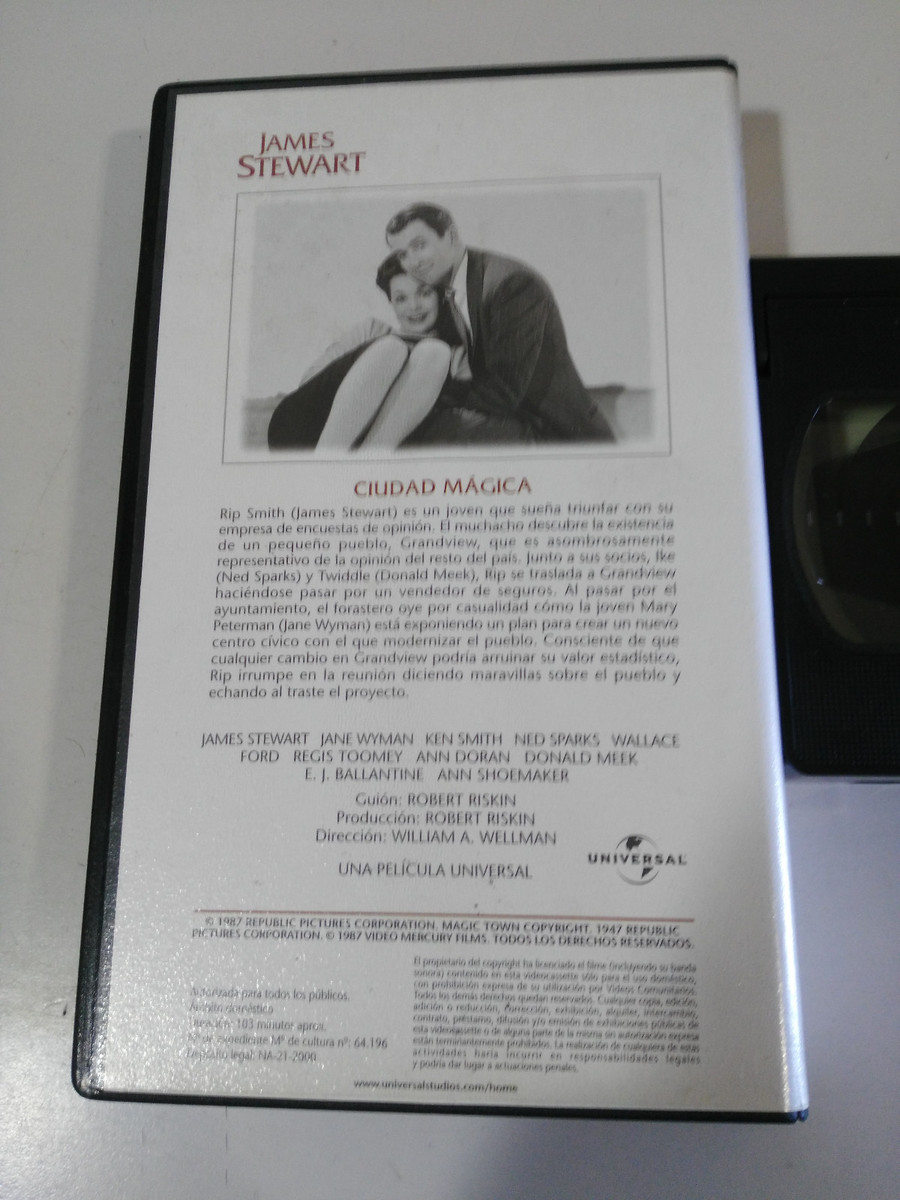 JAMES
STEWART
CIUDAD MÁGICA
Rip Smith (James Stewart) es un joven que sueña triunfar con su
empresa de encuestas de opinión. El muchacho descubre la existencia
de un pequeño pueblo, Grandview, que es asombrosamente
representativo de la opinión del resto del país. Junto a sus socios, Ike
(Ned Sparks) y Twiddle (Donald Meek), Rip se traslada a Grandview
haciéndose pasar por un vendedor de seguros. Al pasar por el
ayuntamiento, el forastero oye por casualidad cómo la joven Mary
Peterman (Jane Wyman) está exponiendo un plan para crear un nuevo
centro cívico con el que modernizar el pueblo. Consciente de que
cualquier cambio en Grandview podría arruinar su valor estadístico,
Rip irrumpe en la reunión diciendo maravillas sobre el pueblo y
echando al traste el proyecto.
JAMES STEWART JANE WYMAN KEN SMITH NED SPARKS WALLACE
FORD REGIS TOOMEY ANN DORAN DONALD MEEK
E. J. BALLANTINE ANN SHOEMAKER
Guión: ROBERT RISKIN
Producción: ROBERT RISKIN
Dirección: WILLIAM A. WELLMAN
UNA PELÍCULA UNIVERSAL
UNIVERSAL
© 1987 REPUBLIC PICTURES CORPORATION. MAGIC TOWN COPYRIGHT. 1947 REPUBLIC
PICTURES CORPORATION. © 1987 VIDEO MERCURY FILMS. TODOS LOS DERECHOS RESERVADOS.
Autorizada para todos los públicos.
Ámbito doméstico
Duración: 103 minutor aprox.
Nº de expediente Mº de cultura nº: 64.196
Depósito legal: NA-21-2000
El propietario del copyright ha licenciado el filme (incluyendo su banda
sonora) contenido en esta videocassette sólo para el uso doméstico,
con prohibición expresa de su utilización por Videos Comunitarios.
Todos los demás derechos quedan reservados. Cualquier copia, edición,
adición o reducción, corrección, exhibición, alquiler, intercambio,
contrato, préstamo, difusión y/o emisión de exhibiciones públicas de
esta videocassette o de alguna parte de la misma sin autorización expresa
están terminantemente prohibidos. La realización de cualquiera de estas
actividades haría incurrir en responsabilidades legales
y podría dar lugar a actuaciones penales.
www.universalstudios.com/home